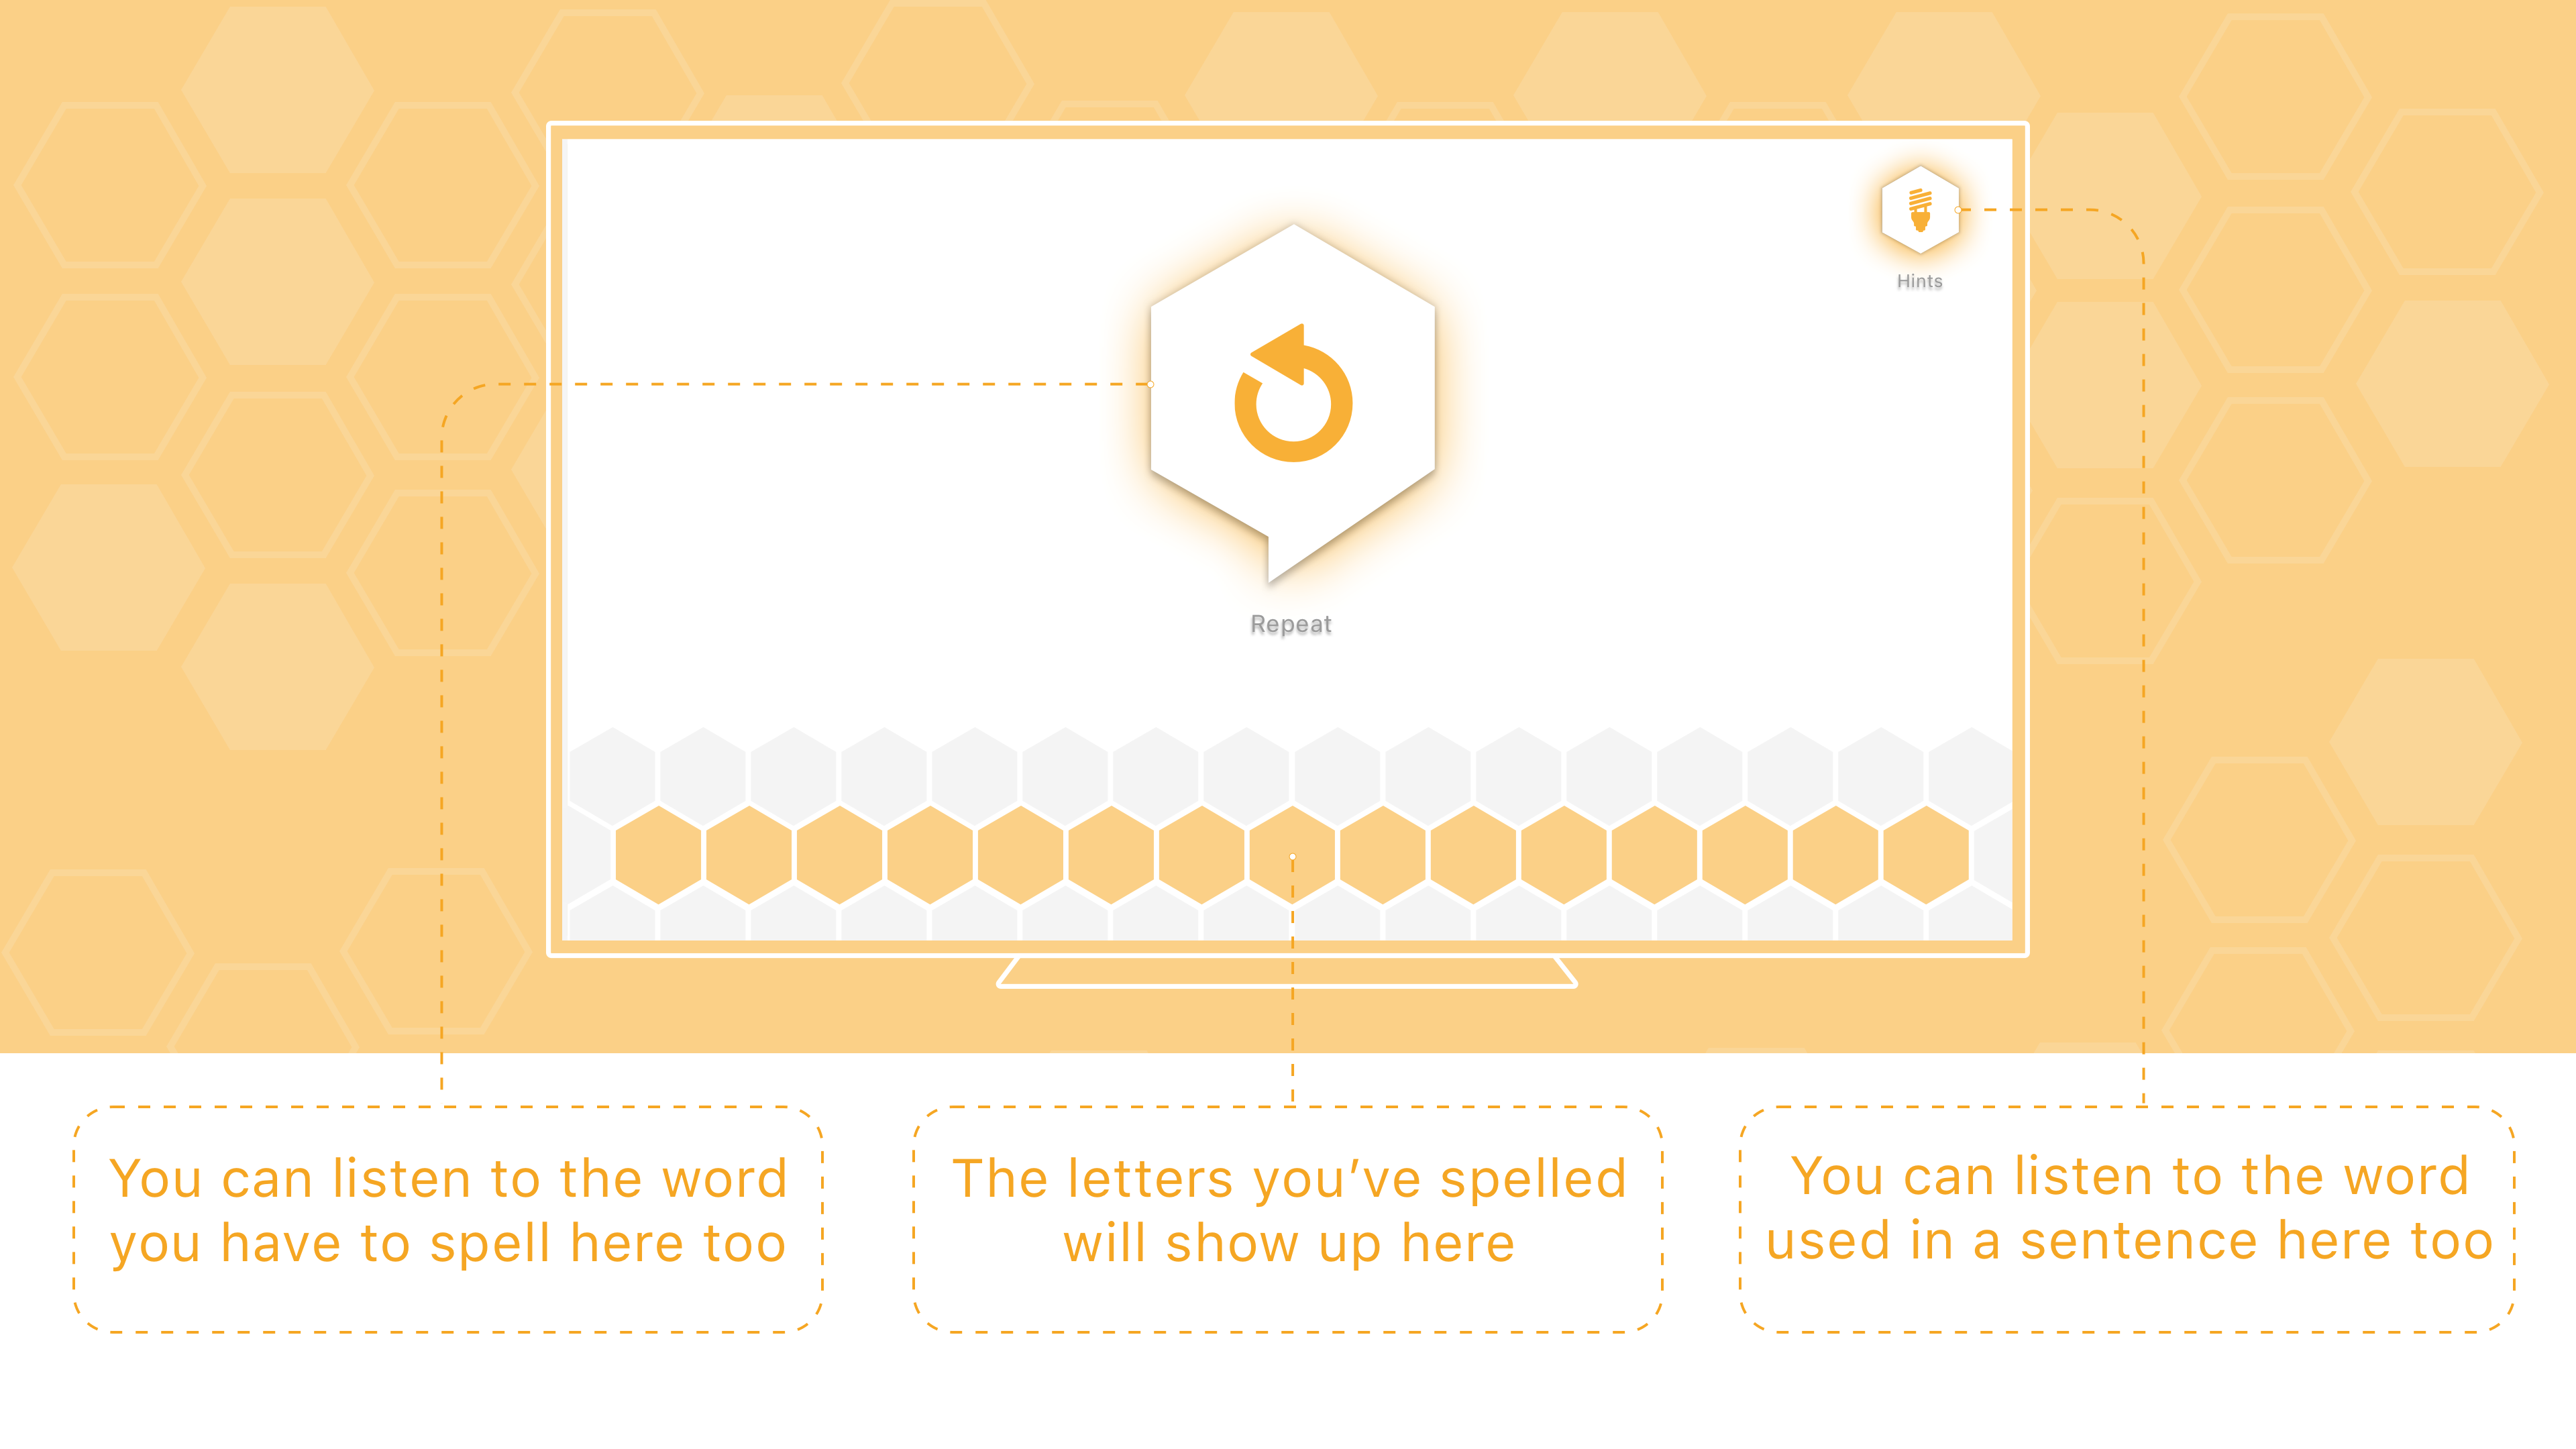 Hints
Repeat
You can listen to the word
you have to spell here too
The letters you’ve spelled
will show up here
You can listen to the word
used in a sentence here too